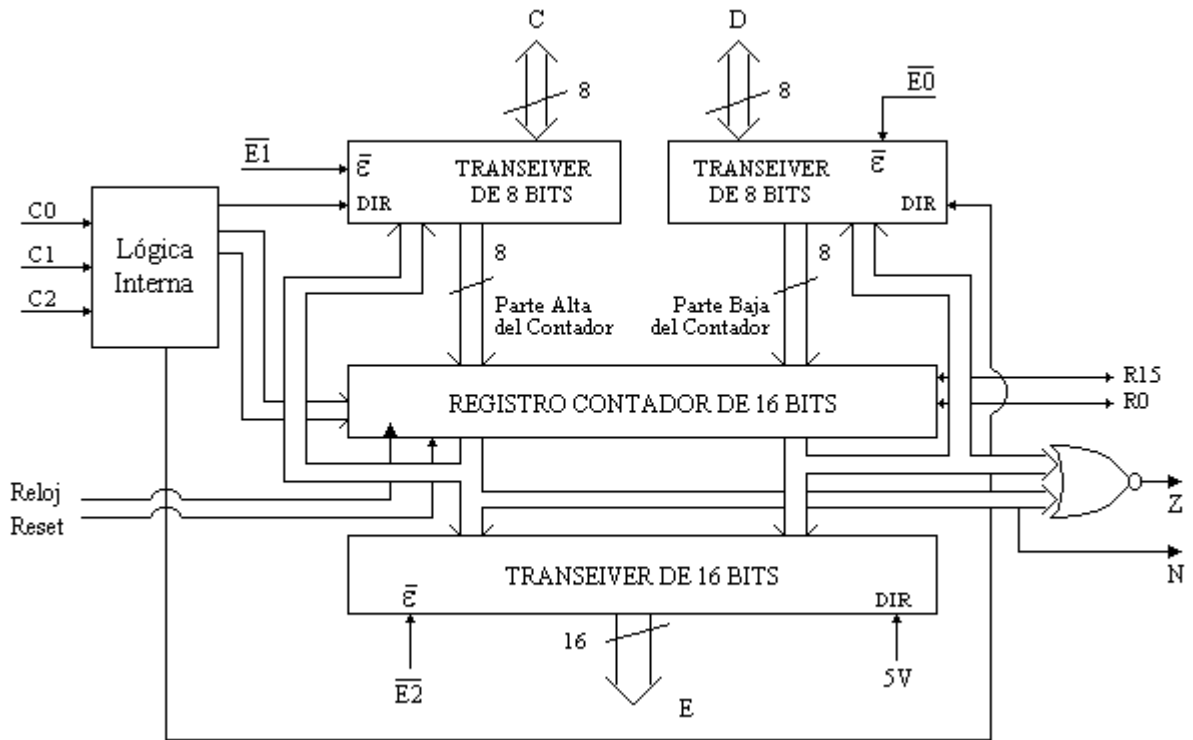 C
D
8
8
E0
E1
ε
TRANSEIVER
DE 8 BITS
DIR
TRANSEIVER
DE 8 BITS
ε
DIR
C0
C1
C2
Lógica
Interna
8
8
Parte Alta
del Contador
Parte Baja
del Contador
REGISTRO CONTADOR DE 16 BITS
R15
R0
Reloj
Reset
Z
N
TRANSEIVER DE 16 BITS
ε
DIR
16
E2
E
5V